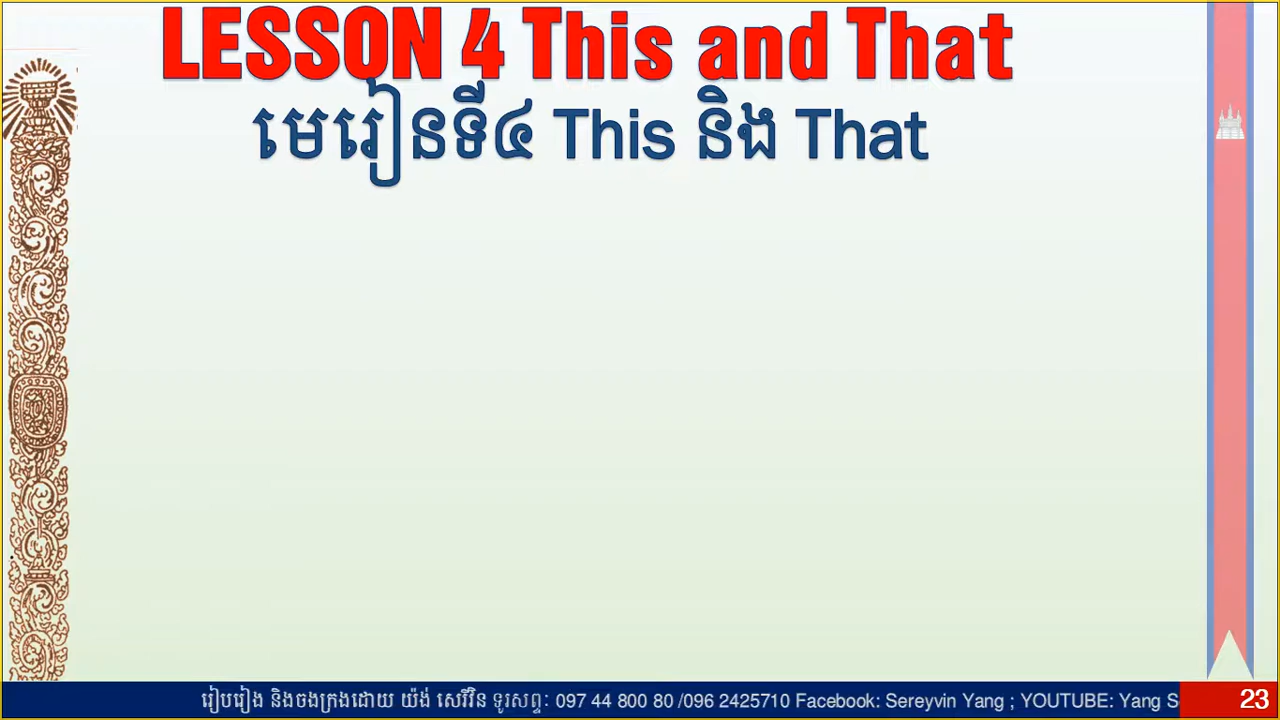 LESSON 4 This and That
មេរៀនទី៤ This និង That
រៀបរៀង និងចងក្រងដោយ យ៉ង់ សេរីវិន ទូរសព្ទៈ 097 44 800 80 /096 2425710 Facebook: Sereyvin Yang ; YOUTUBE: Yang S
23